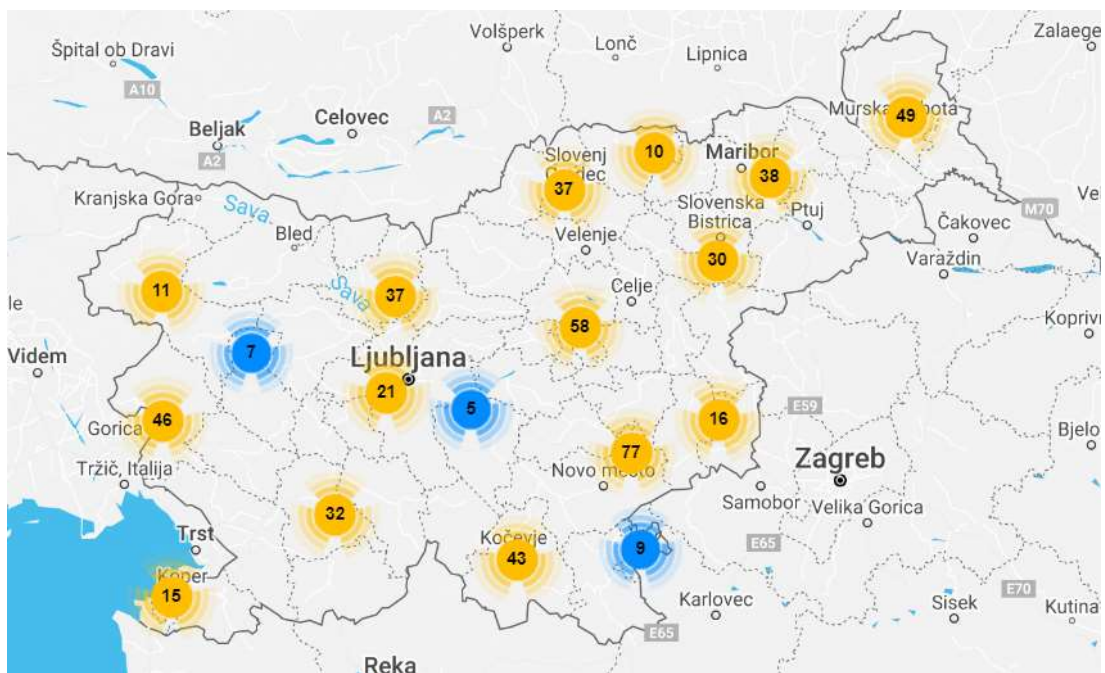 Volšperk
Lonč
Zalaege
Špital ob Dravi
Lipnica
A10
Murska Sobota
49
Celovec
A2
Beljak
A2
10
Maribor
Slovenj
Gradec
37
38
Kranjska Gora
Sava
Slovenska
Bistrica
Ptuj
M70
Bled
Velenje
Čakovec
30
Varaždin
11
37
Sava
Celje
le
58
Koprivn
Videm
7
Ljubljana
21
5
E59
46
16
Gorica
Bjelo
77
Zagreb
Tržič, Italija
Novo mesto
Samobor
Velika Gorica
32
Trst
Kočevje
43
9
E65
Koper
15
E70
Karlovec
Sisek
Kutina
E65
Reka